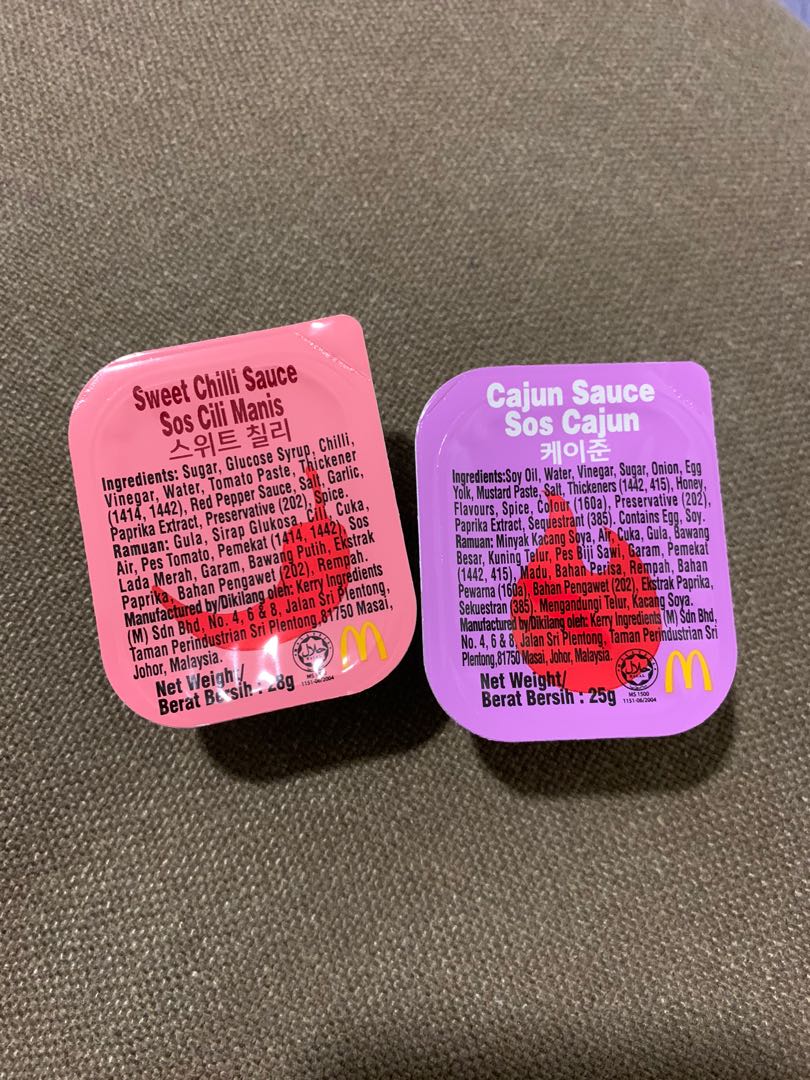 Sweet Chilli Sauce
Sos Cili Manis
스위트 칠리
Ingredients: Sugar, Glucose Syrup, Chilli,
Vinegar, Water, Tomato Paste, Thickener
(1414, 1442), Red Pepper Sauce, Salt, Garlic,
Paprika Extract, Preservative (202), Spice.
Ramuan: Gula, Sirap Glukosa, Cili, Cuka,
Air, Pes Tomato, Pemekat (1414, 1442), Sos
Lada Merah, Garam, Bawang Putih, Ekstrak
Paprika, Bahan Pengawet (202), Rempah.
Manufactured by/Dikilang oleh: Kerry Ingredients
(M) Sdn Bhd, No. 4, 6 & 8, Jalan Sri Plentong,
Taman Perindustrian Sri Plentong,81750 Masai,
Johor, Malaysia.
Net Weight/
Berat Bersih : 28g
1151-06/2004
Cajun Sauce
Sos Cajun
케이준
Ingredients:Soy Oil, Water, Vinegar, Sugar, Onion, Egg
Yolk, Mustard Paste, Salt, Thickeners (1442, 415), Honey,
Flavours, Spice, Colour (160a), Preservative (202),
Paprika Extract, Sequestrant (385). Contains Egg, Soy.
Ramuan: Minyak Kacang Soya, Air, Cuka, Gula, Bawang
Besar, Kuning Telur, Pes Biji Sawi, Garam, Pemekat
(1442, 415), Madu, Bahan Perisa, Rempah, Bahan
Pewarna (160a), Bahan Pengawet (202), Ekstrak Paprika,
Sekuestran (385). Mengandungi Telur, Kacang Soya.
Manufactured by/Dikilang oleh: Kerry Ingredients (M) Sdn Bhd,
No. 4, 6 & 8, Jalan Sri Plentong, Taman Perindustrian Sri
Plentong,81750 Masai, Johor, Malaysia.
Net Weight/
Berat Bersih : 25g
MS 1500
1151-06/2004